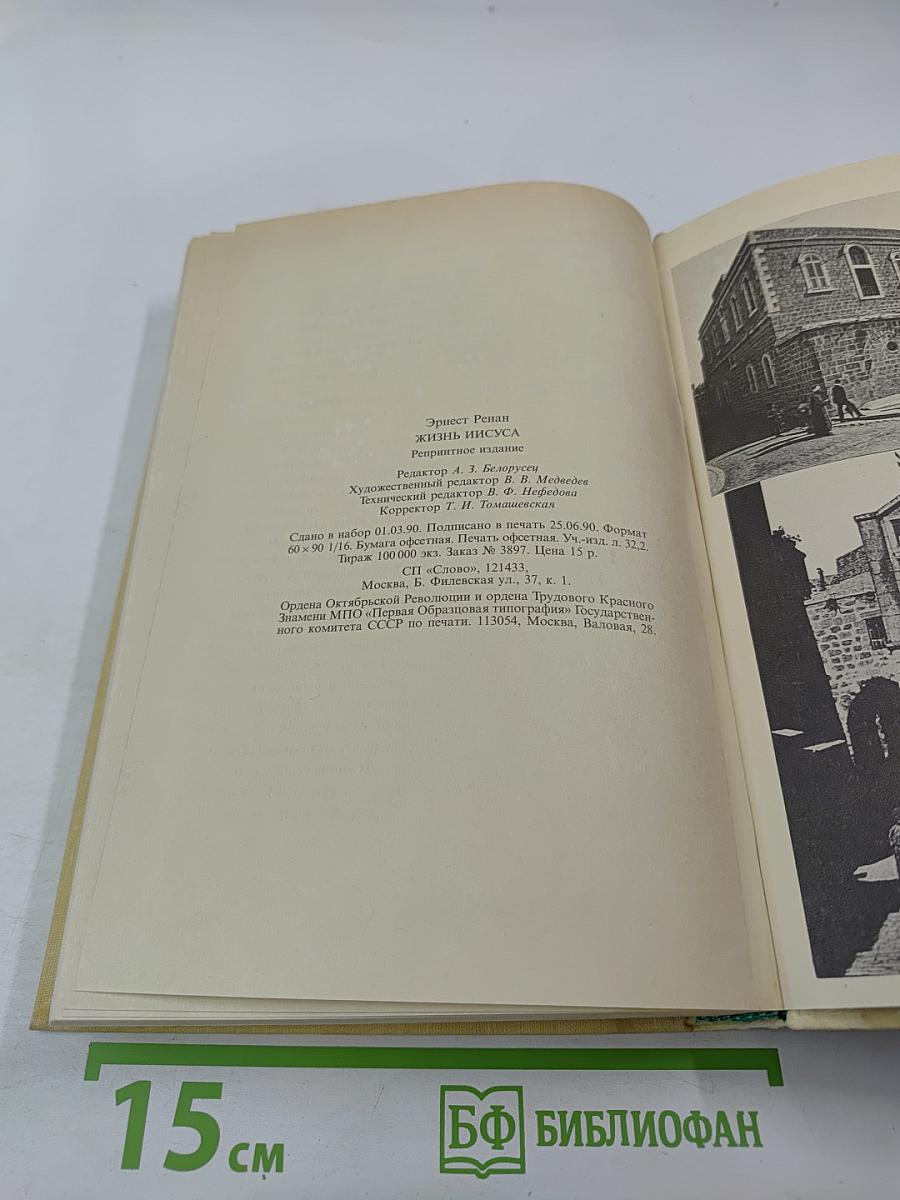 Эрнест Ренан
ЖИЗНЬ ИИСУСА
Репринтное издание
Редактор А. З. Белорусец
Художественный редактор В. В. Медведев
Технический редактор В. Ф. Нефедова
Корректор Т. И. Томашевская
Сдано в набор 01.03.90. Подписано в печать 25.06.90. Формат
60 × 90 1/16. Бумага офсетная. Печать офсетная. Уч.-изд. л. 32,2.
Тираж 100 000 экз. Заказ № 3897. Цена 15 р.
СП «Слово», 121433,
Москва, Б. Филевская ул., 37, к. 1.
Ордена Октябрьской Революции и ордена Трудового Красного
Знамени МПО «Первая Образцовая типография» Государствен-
ного комитета СССР по печати. 113054, Москва, Валовая, 28.
15 см
БФ БИБЛИОФАН